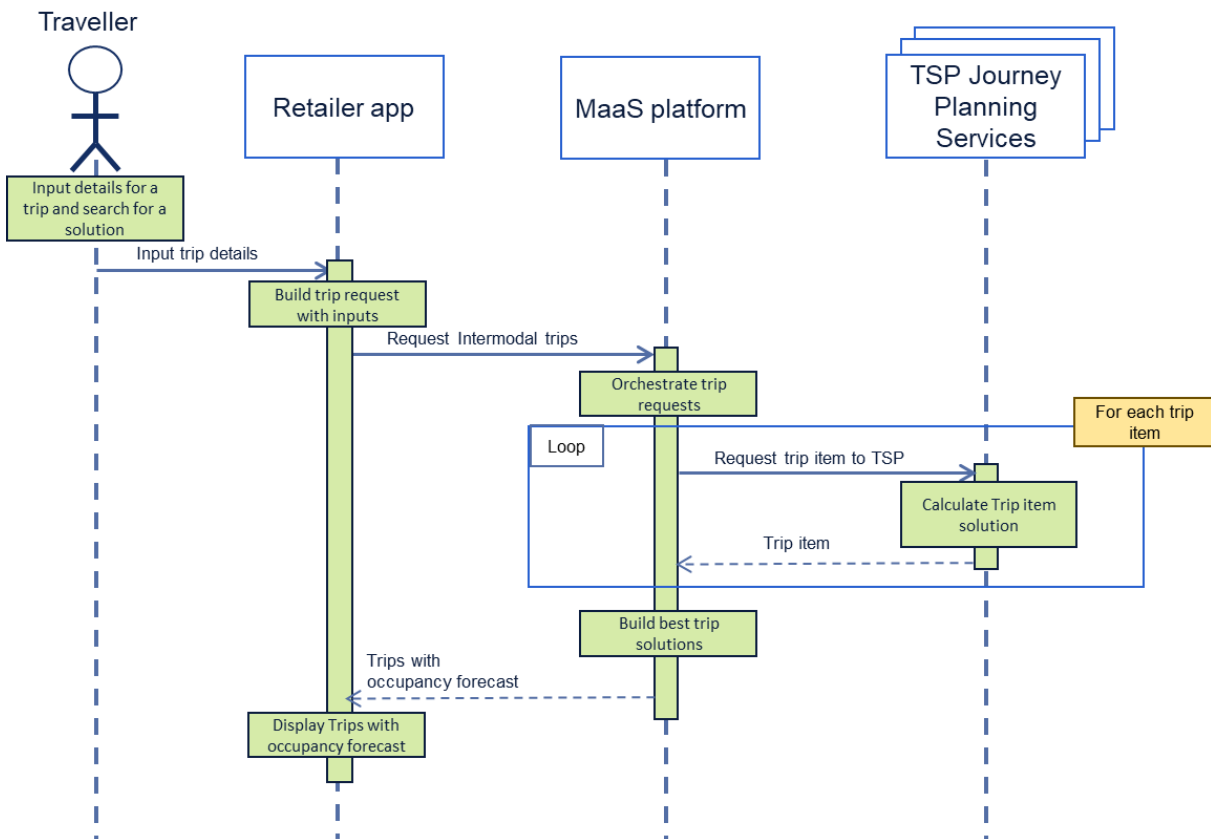 Traveller
Retailer app
MaaS platform
TSP Journey
Planning
Services
Input details for a
trip and search for a
solution
Input trip details
Build trip request
with inputs
Request Intermodal trips
Orchestrate trip
requests
For each trip
item
Loop
Request trip item to TSP
Calculate Trip item
solution
Trip item
Build best trip
solutions
Trips with
occupancy forecast
Display Trips with
occupancy forecast